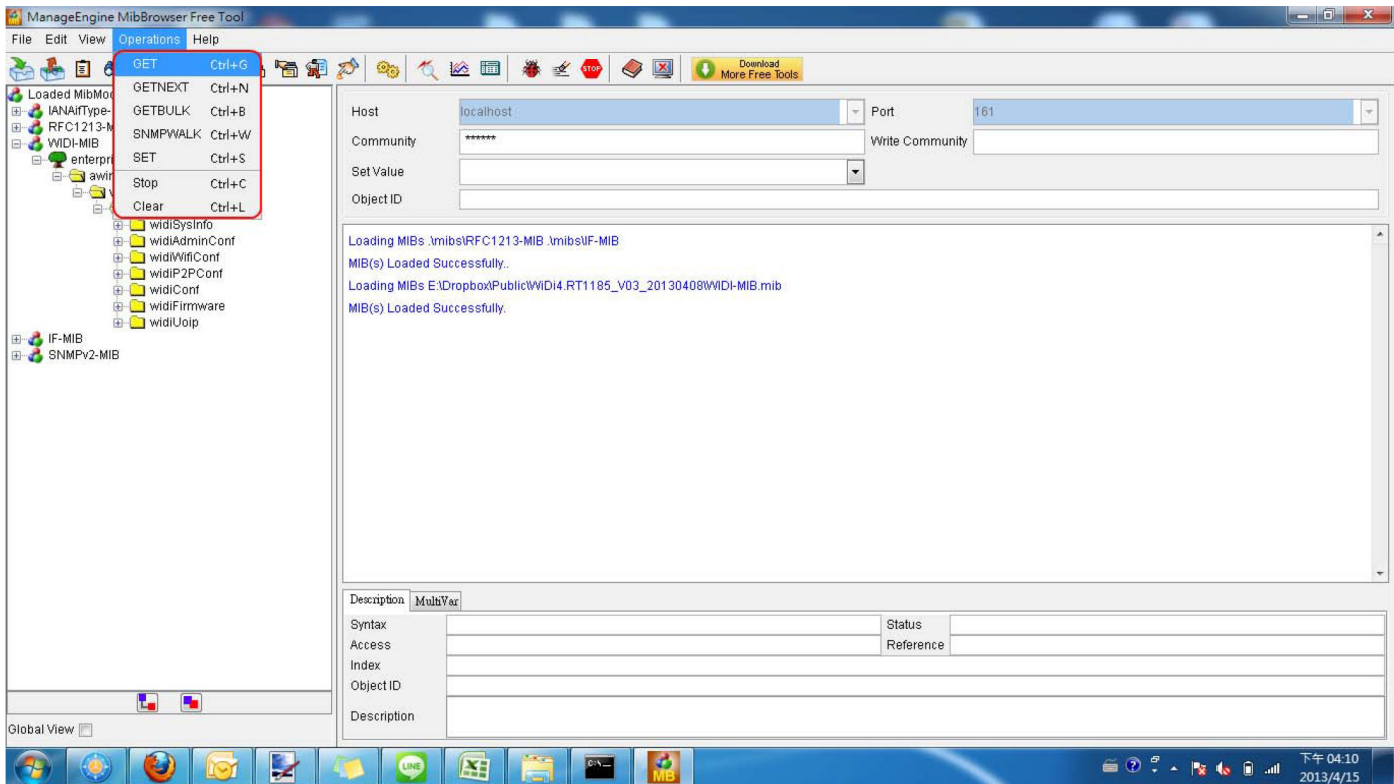 ManageEngine MibBrowser Free Tool
File Edit View Operations Help
GET Ctrl+G
GETNEXT Ctrl+N
GETBULK Ctrl+B
SNMPWALK Ctrl+W
SET Ctrl+S
Stop Ctrl+C
Clear Ctrl+L
STOP
Download
More Free Tools
Loaded MibMo
IANAifType-
RFC1213-M
WIDI-MIB
enterpri
awin
widiSysInfo
widiAdminConf
widiWifiConf
widiP2PConf
widiConf
widiFirmware
widiUoip
IF-MIB
SNMPv2-MIB
Global View
Host localhost Port 161
Community ****** Write Community
Set Value
Object ID
Loading MIBs .\mibs\RFC1213-MIB .\mibs\IF-MIB
MIB(s) Loaded Successfully..
Loading MIBs E:\Dropbox\Public\WiDi4.RT1185_V03_20130408\WIDI-MIB.mib
MIB(s) Loaded Successfully.
Description MultiVar
Syntax Status
Access Reference
Index
Object ID
Description
LINE
C:\_
MB
下午 04:10
2013/4/15